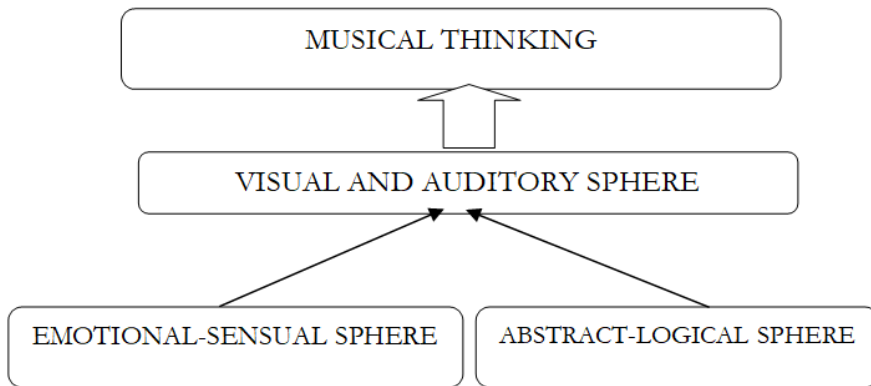 MUSICAL THINKING
VISUAL AND AUDITORY SPHERE
EMOTIONAL-SENSUAL SPHERE
ABSTRACT-LOGICAL SPHERE